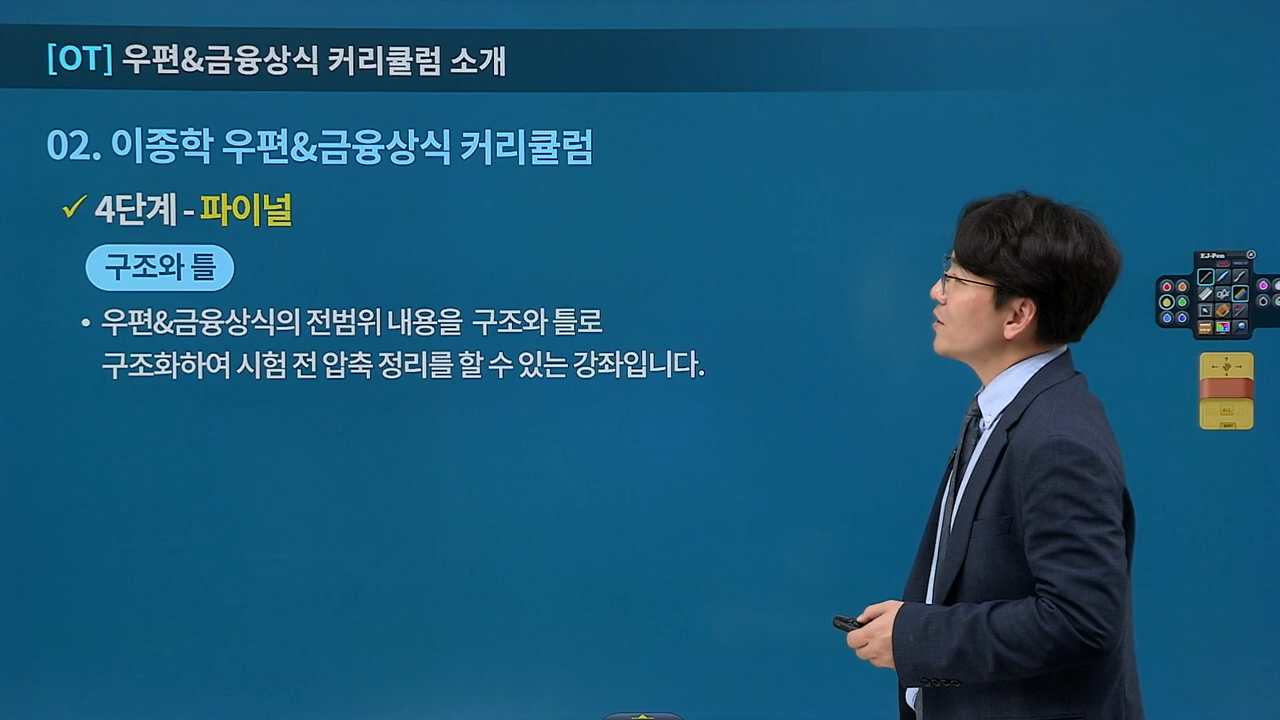 [OT] 우편&금융상식 커리큘럼 소개
02. 이종학 우편&금융상식 커리큘럼
✓ 4단계 - 파이널
구조와 틀
• 우편&금융상식의 전범위 내용을 구조와 틀로
구조화하여 시험 전 압축 정리를 할 수 있는 강좌입니다.
EJ-Pen
ALL